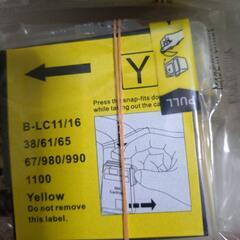 Y
Press the snap-fits do
while taking out the ca
PULL
B-LC11/16
38/61/65
67/980/990
1100
Yellow
Do not remove
this label.